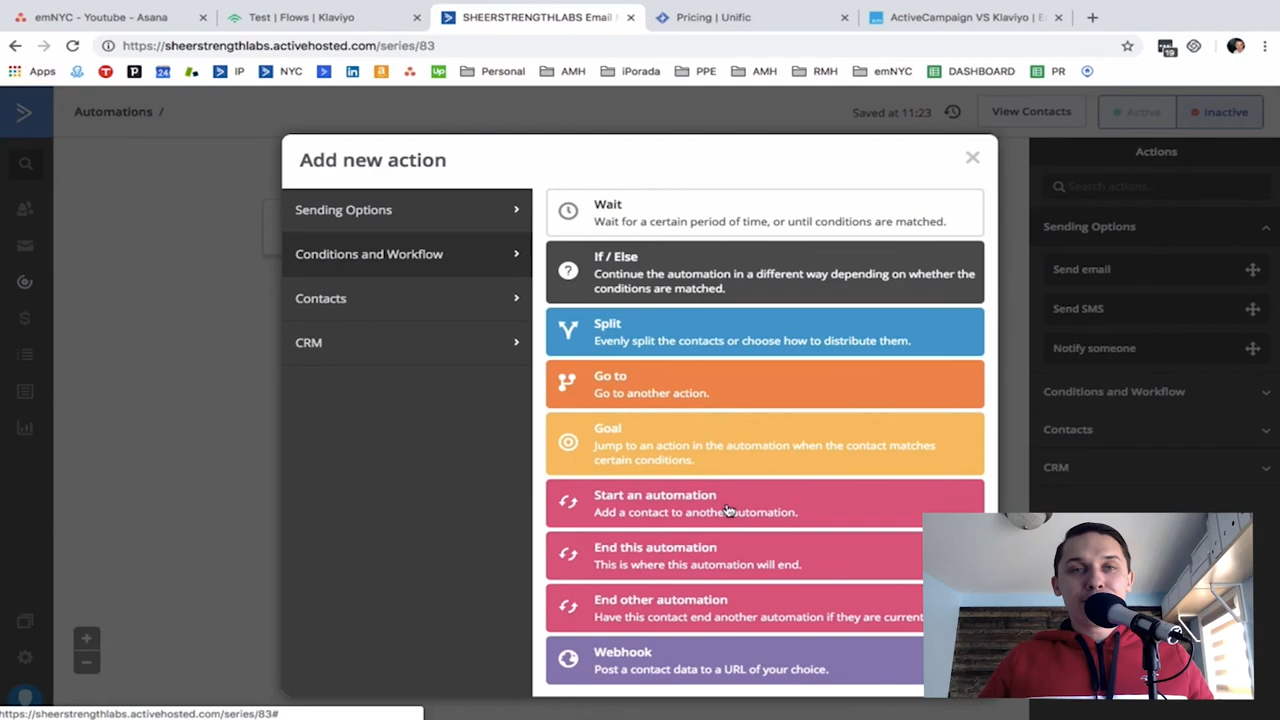 emNYC - Youtube - Asana
Test | Flows | Klaviyo
SHEERSTRENGTHLABS Email
Pricing | Unific
ActiveCampaign VS Klaviyo | E
https://sheerstrengthlabs.activehosted.com/series/83
19
Apps
24
IP
NYC
Up
Personal
AMH
iPorada
PPE
AMH
RMH
emNYC
DASHBOARD
PR
Automations /
Saved at 11:23
View Contacts
Active
Inactive
Add new action
Actions
Search actions...
Sending Options
Conditions and Workflow
Contacts
CRM
Wait
Wait for a certain period of time, or until conditions are matched.
If / Else
Continue the automation in a different way depending on whether the
conditions are matched.
Split
Evenly split the contacts or choose how to distribute them.
Go to
Go to another action.
Goal
Jump to an action in the automation when the contact matches
certain conditions.
Start an automation
Add a contact to another automation.
End this automation
This is where this automation will end.
End other automation
Have this contact end another automation if they are current
Webhook
Post a contact data to a URL of your choice.
Sending Options
Send email
Send SMS
Notify someone
Conditions and Workflow
Contacts
CRM
https://sheerstrengthlabs.activehosted.com/series/83#